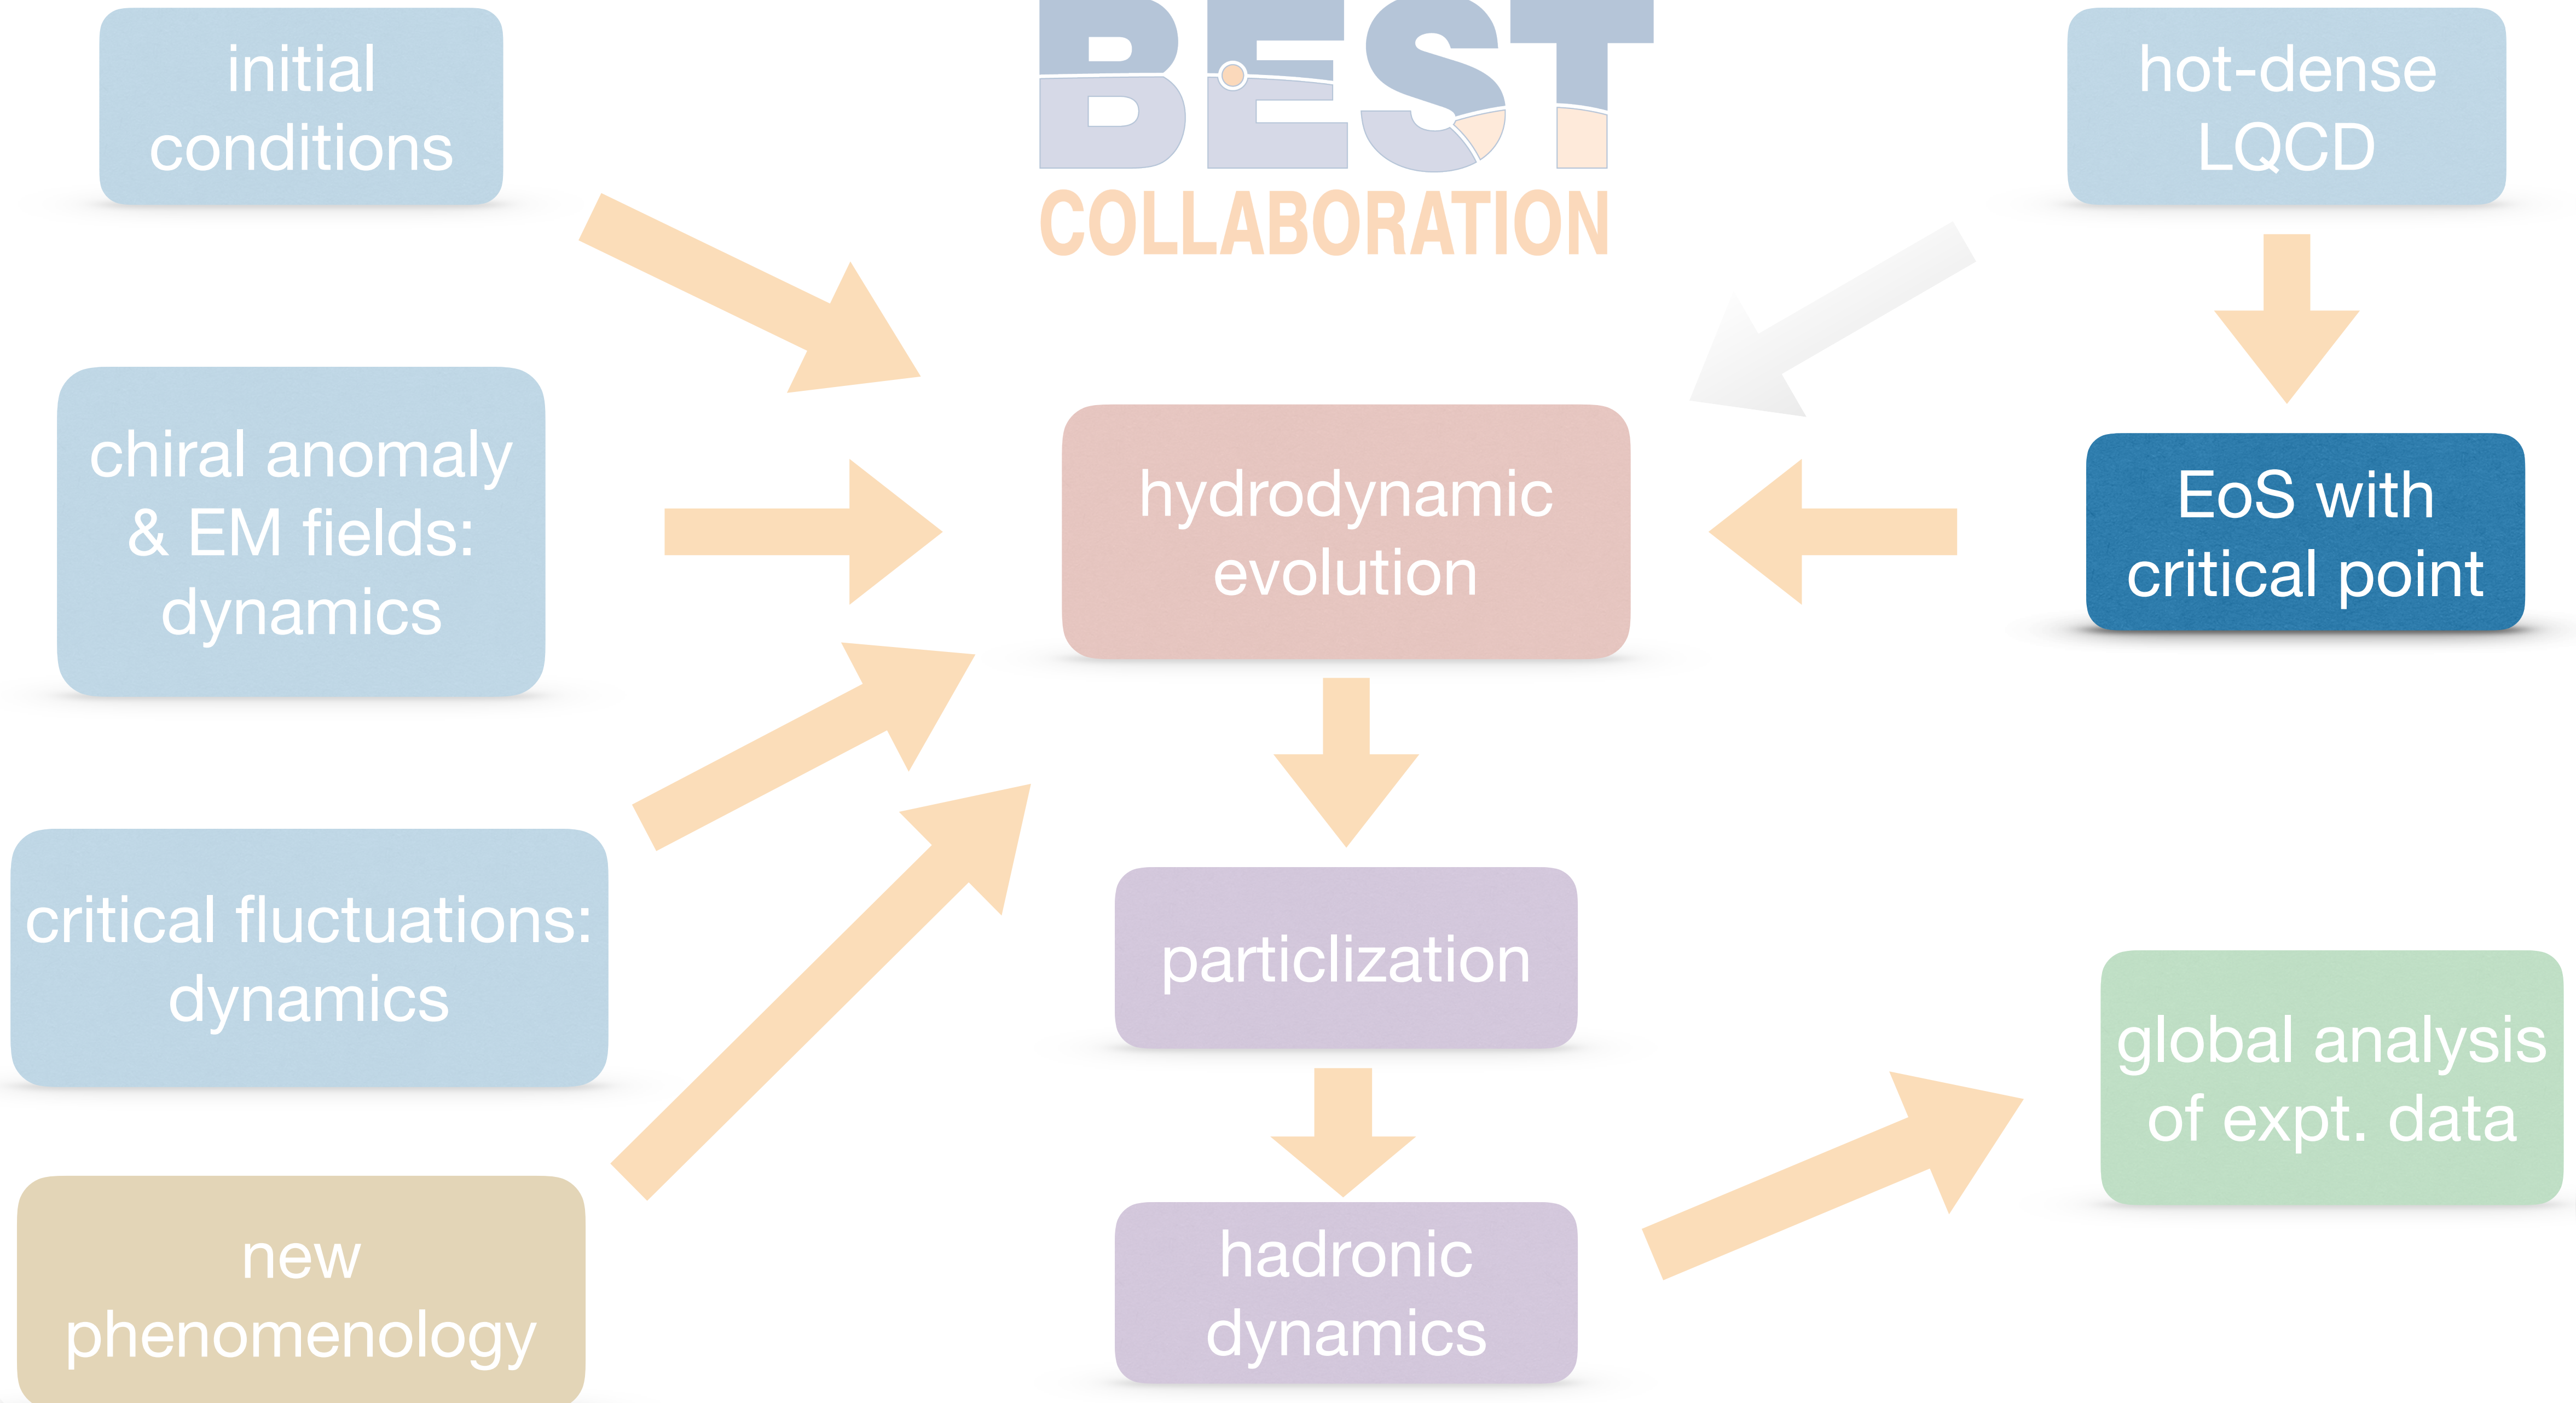 initial
conditions
BEST
COLLABORATION
hot-dense
LQCD
chiral anomaly
& EM fields:
dynamics
hydrodynamic
evolution
EoS with
critical point
critical fluctuations:
dynamics
particlization
global analysis
of expt. data
new
phenomenology
hadronic
dynamics